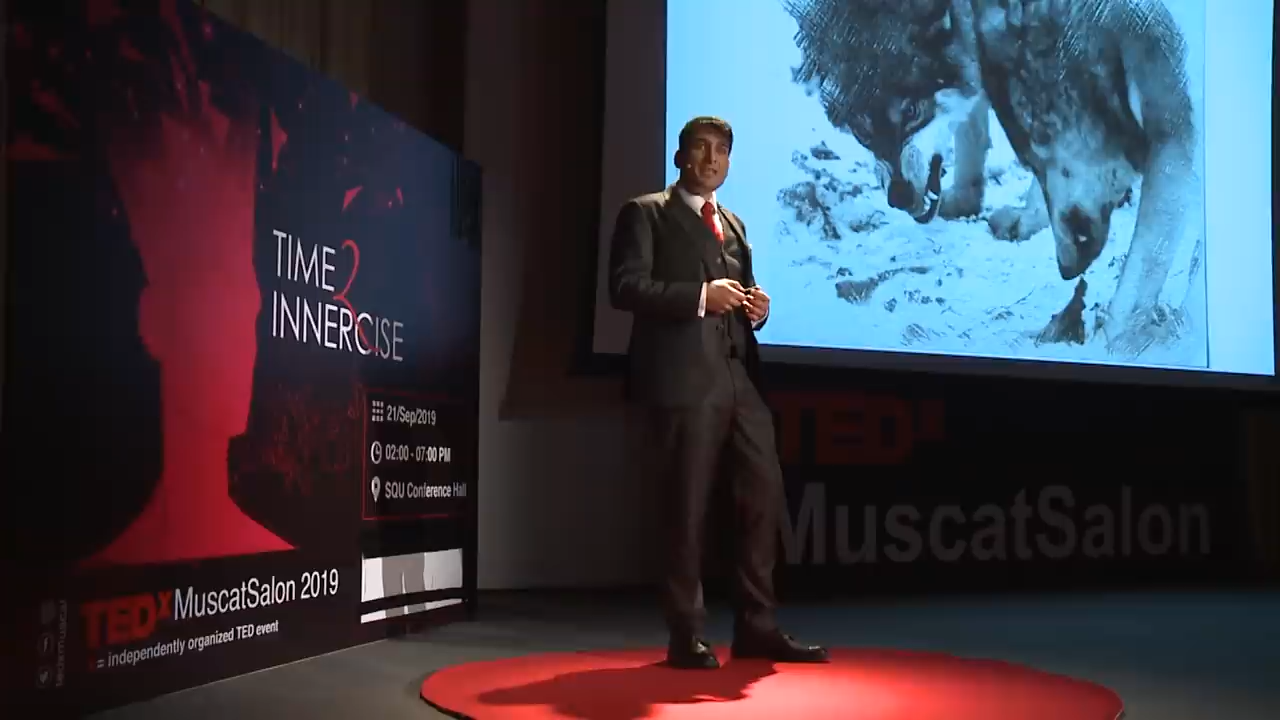 TIME 2
INNERCISE
21/Sep/2019
02:00 - 07:00 PM
SQU Conference Hall
TEDx MuscatSalon 2019
x = independently organized TED event
tedxmuscat
TEDx
MuscatSalon